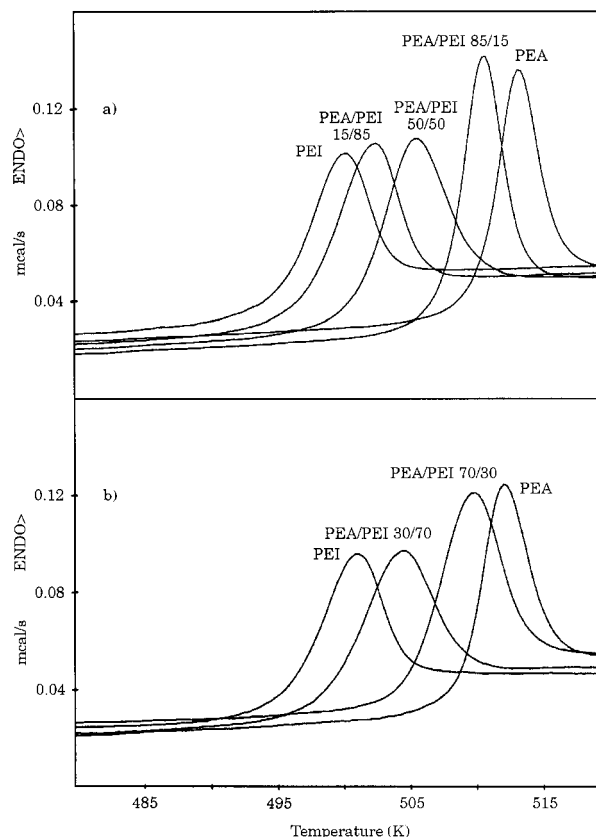 PEA/PEI 85/15
PEA
a)
PEA/PEI
15/85
PEA/PEI
50/50
PEI
0.12
0.08
0.04
ENDO>
mcal/s
PEA/PEI 70/30
PEA
b)
PEA/PEI 30/70
PEI
0.12
0.08
0.04
ENDO>
mcal/s
485
495
505
515
Temperature (K)